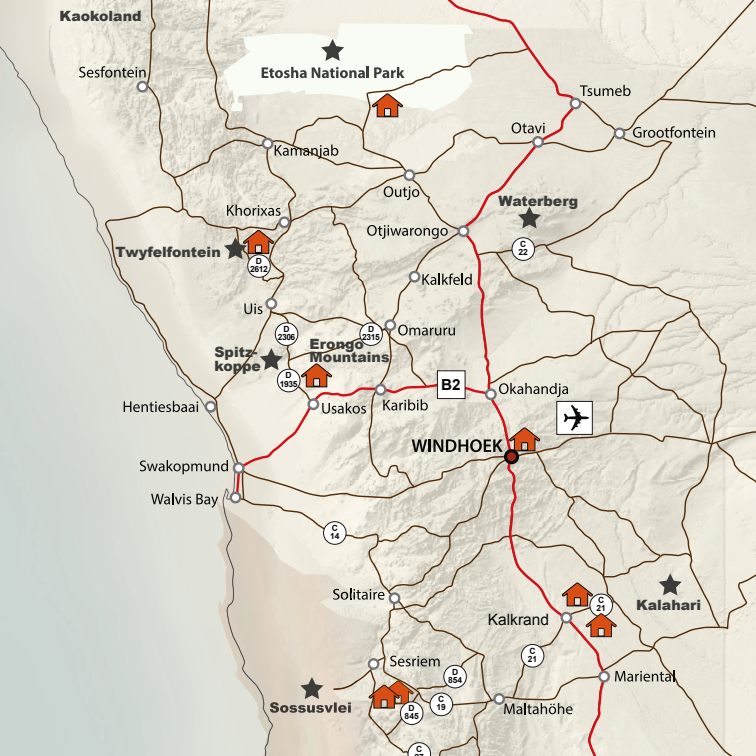 Kaokoland
Etosha National Park
Sesfontein
Tsumeb
Otavi
Grootfontein
Kamanjab
Outjo
Waterberg
Khorixas
Otjiwarongo
Twyfelfontein
C
22
D
2612
Kalkfeld
Uis
D
2306
D
2315
Omaruru
Erongo
Mountains
Spitz-
koppe
D
1935
B2
Okahandja
Hentiesbaai
Usakos
Karibib
WINDHOEK
Swakopmund
Walvis Bay
C
14
Solitaire
C
21
Kalahari
Kalkrand
C
21
Sesriem
D
854
Mariental
Sossusvlei
C
19
D
845
Maltahöhe
C